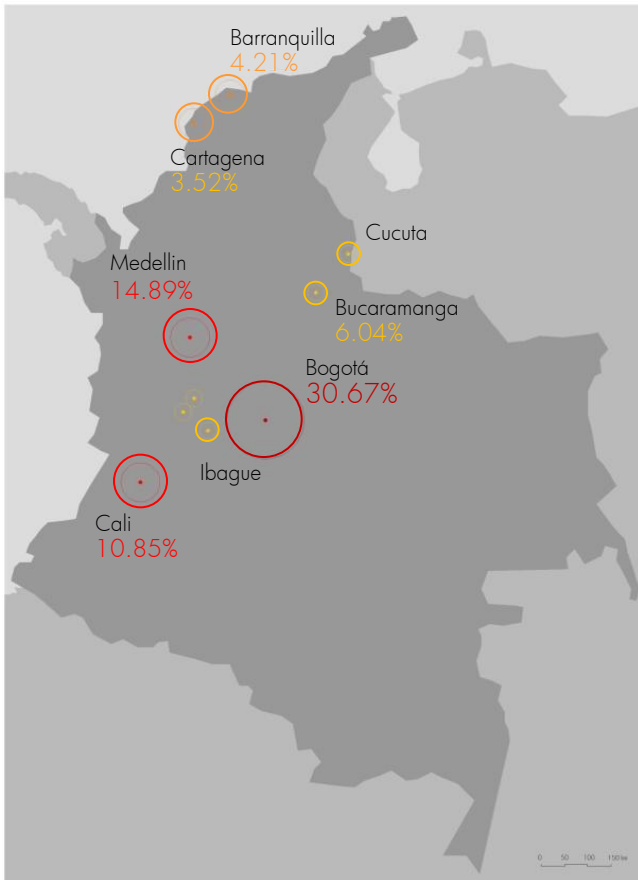 Barranquilla
4.21%
Cartagena
3.52%
Cucuta
Medellin
14.89%
Bucaramanga
6.04%
Bogotá
30.67%
Ibague
Cali
10.85%
0 50 100 150 km